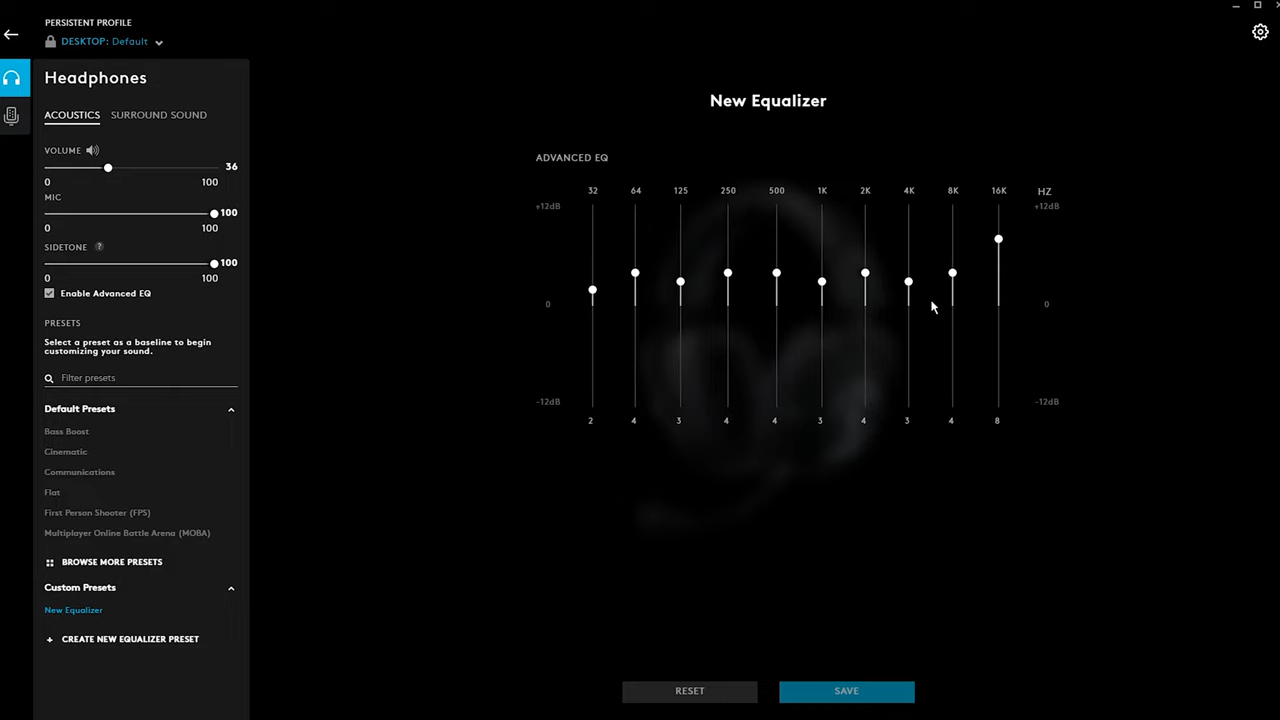 PERSISTENT PROFILE
DESKTOP: Default
Headphones
ACOUSTICS SURROUND SOUND
VOLUME
36
0 100
MIC
100
0 100
SIDETONE ?
100
0 100
Enable Advanced EQ
PRESETS
Select a preset as a baseline to begin
customizing your sound.
Filter presets
Default Presets
Bass Boost
Cinematic
Communications
Flat
First Person Shooter (FPS)
Multiplayer Online Battle Arena (MOBA)
BROWSE MORE PRESETS
Custom Presets
New Equalizer
+ CREATE NEW EQUALIZER PRESET
New Equalizer
ADVANCED EQ
32 64 125 250 500 1K 2K 4K 8K 16K HZ
+12dB +12dB
0 0
-12dB -12dB
2 4 3 4 4 3 4 3 4 8
RESET SAVE